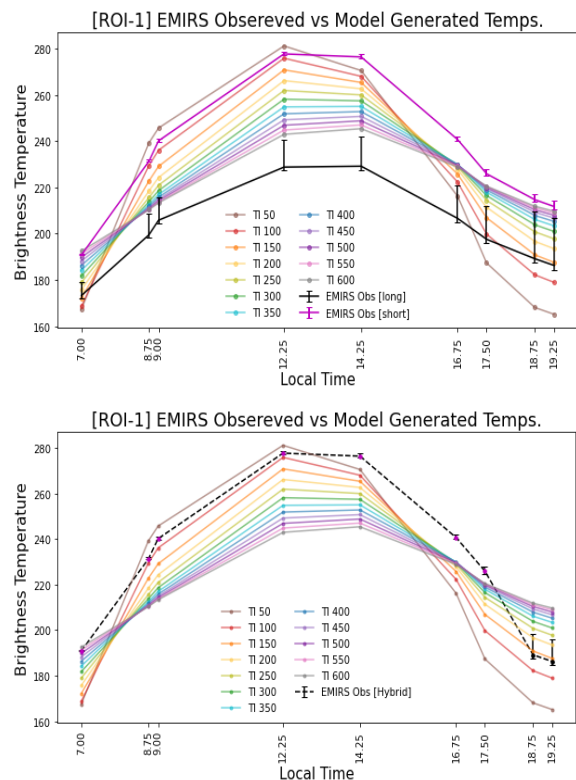 [ROI-1] EMIRS Obsereved vs Model Generated Temps.
Brightness Temperature
280
260
240
220
200
180
160
TI 50
TI 100
TI 150
TI 200
TI 250
TI 300
TI 350
TI 400
TI 450
TI 500
TI 550
TI 600
EMIRS Obs [long]
EMIRS Obs [short]
7.00
8.75
9.00
12.25
14.25
16.75
17.50
18.75
19.25
Local Time
[ROI-1] EMIRS Obsereved vs Model Generated Temps.
Brightness Temperature
280
260
240
220
200
180
160
TI 50
TI 100
TI 150
TI 200
TI 250
TI 300
TI 350
TI 400
TI 450
TI 500
TI 550
TI 600
EMIRS Obs [Hybrid]
7.00
8.75
9.00
12.25
14.25
16.75
17.50
18.75
19.25
Local Time